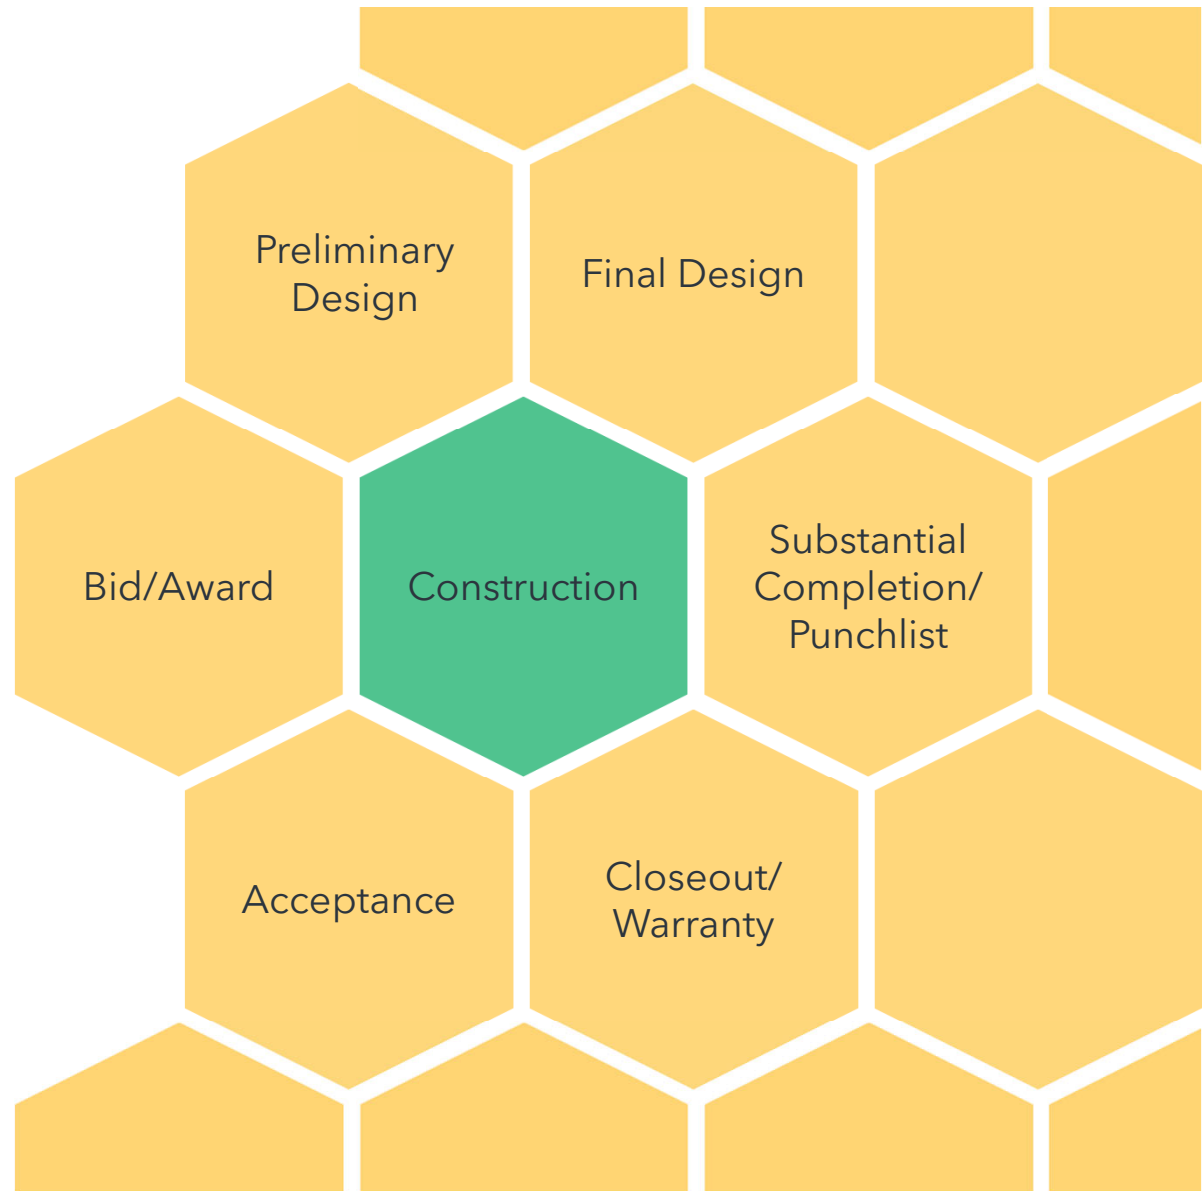 Preliminary
Design
Final Design
Bid/Award
Construction
Substantial
Completion/
Punchlist
Acceptance
Closeout/
Warranty